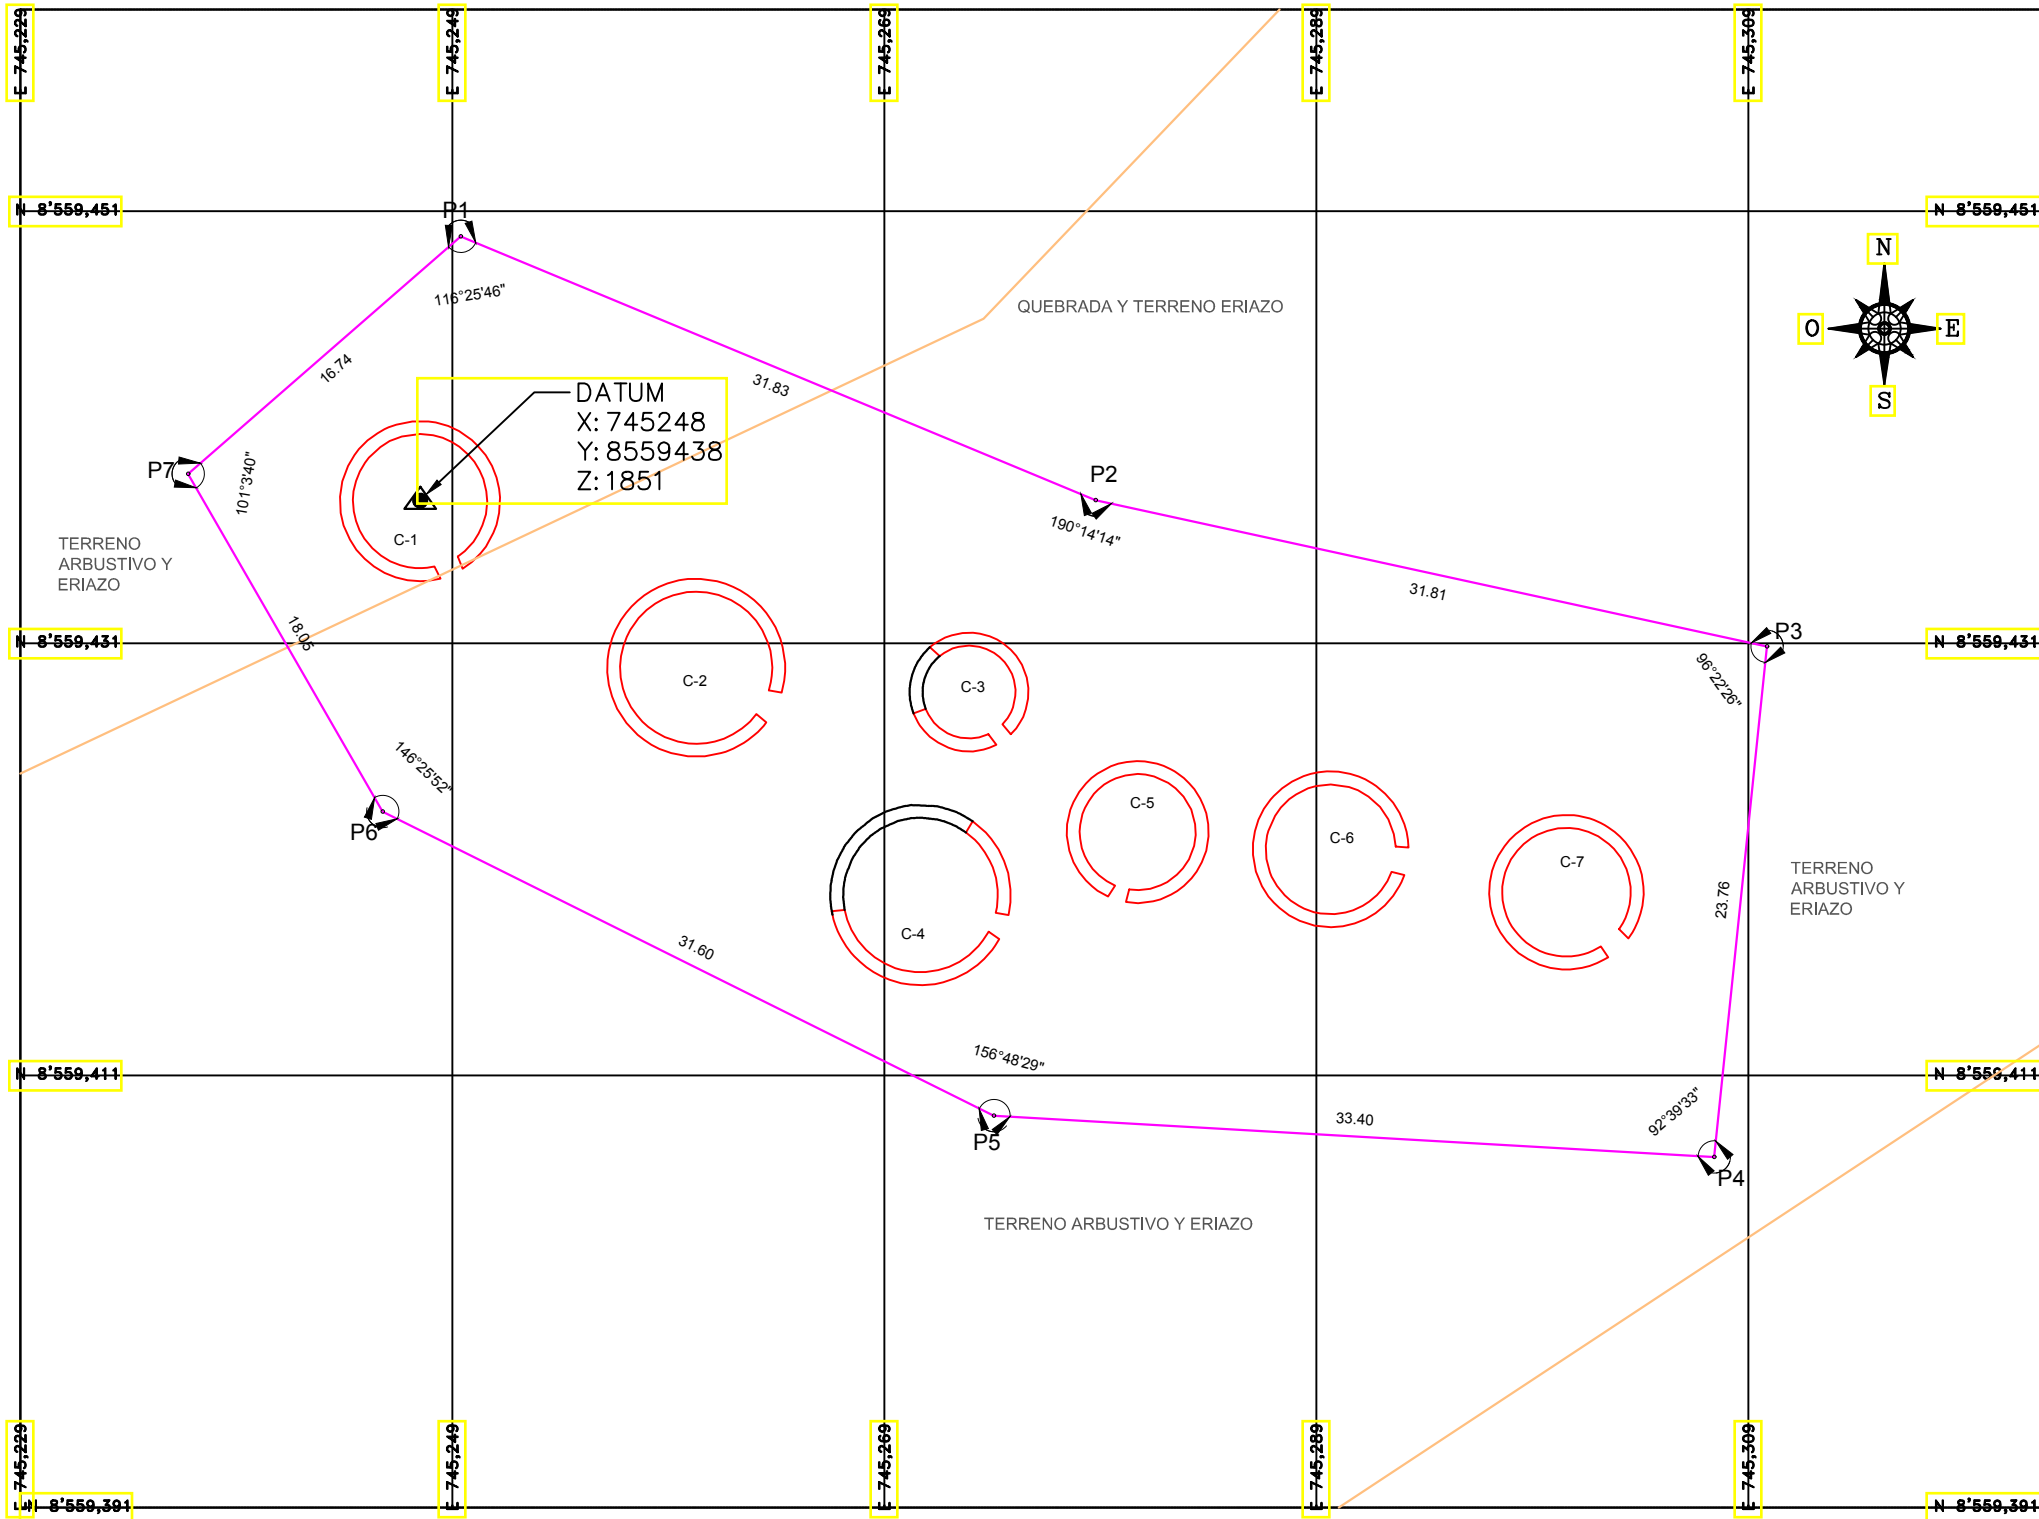 E 745,229
E 745,249
E 745,269
E 745,289
E 745,309
N 8'559,451
P1
N 8'559,451
N
O
E
S
116°25'46"
QUEBRADA Y TERRENO ERIAZO
16.74
31.83
DATUM
X: 745248
Y: 8559438
Z: 1851
P7
101°3'40"
P2
190°14'14"
C-1
TERRENO
ARBUSTIVO Y
ERIAZO
31.81
18.05
P3
N 8'559,431
N 8'559,431
96°22'26"
C-2
C-3
146°25'52"
P6
C-5
C-6
C-7
TERRENO
ARBUSTIVO Y
ERIAZO
23.76
C-4
31.60
156°48'29"
N 8'559,411
N 8'559,411
92°39'33"
33.40
P5
P4
TERRENO ARBUSTIVO Y ERIAZO
E 745,229
E 745,249
E 745,269
E 745,289
E 745,309
N 8'559,391
N 8'559,391